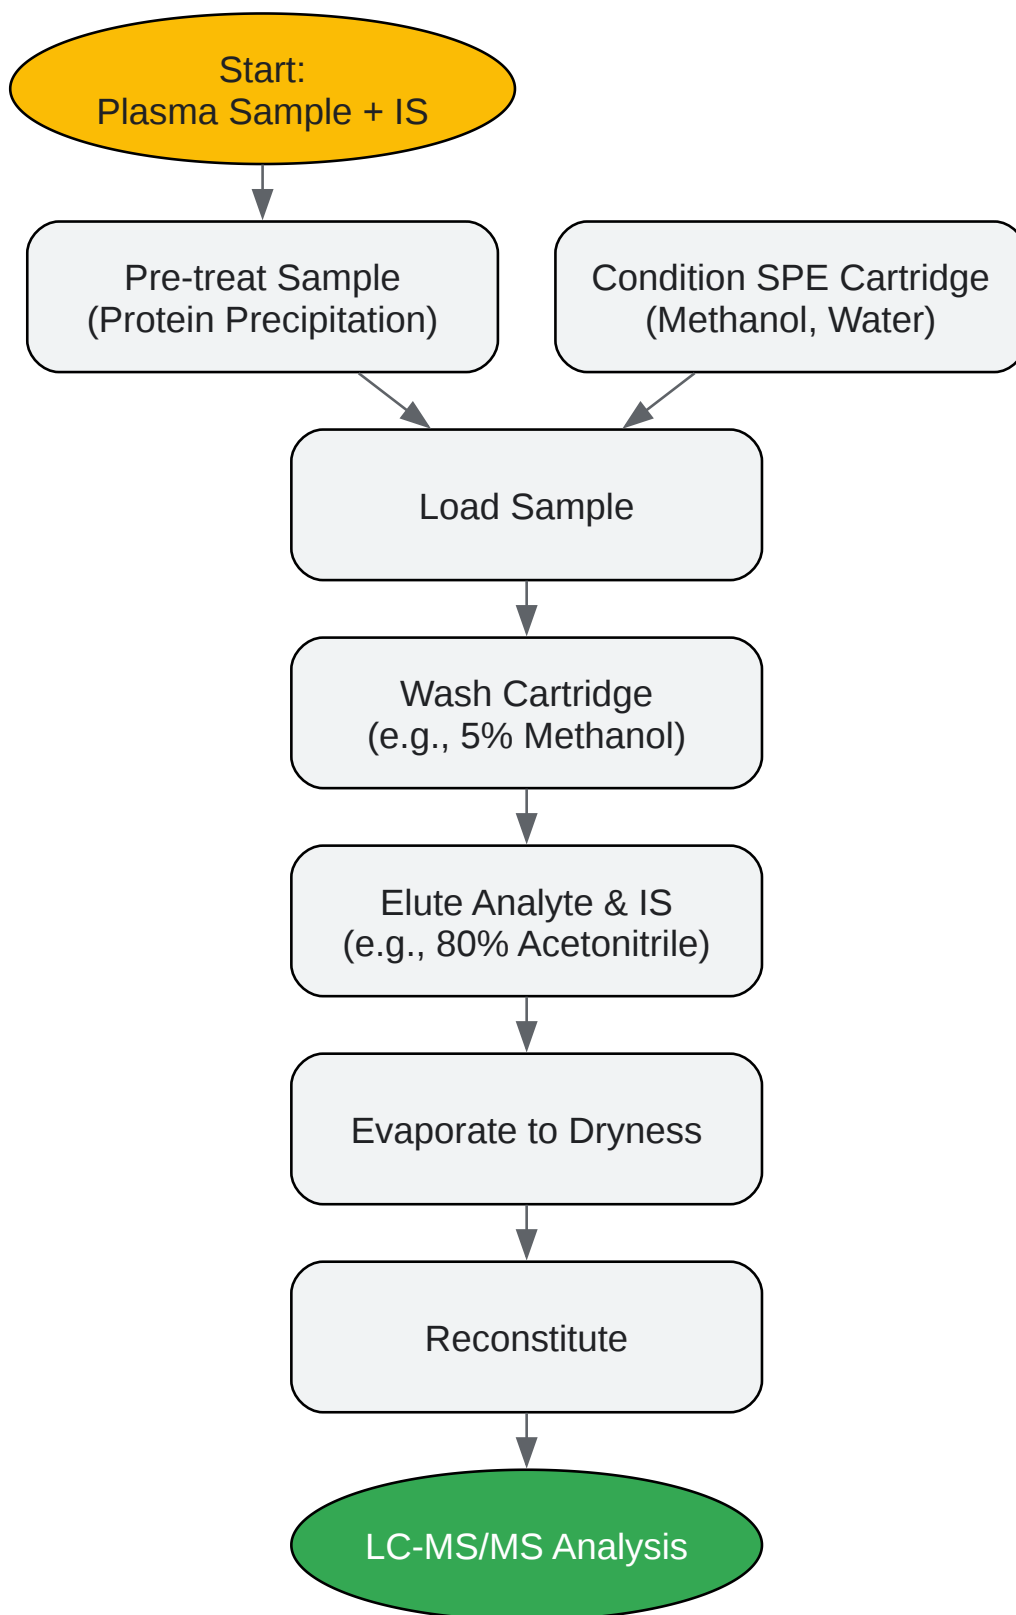 Start:
Plasma Sample + IS
Pre-treat Sample
(Protein Precipitation)
Condition SPE Cartridge
(Methanol, Water)
Load Sample
Wash Cartridge
(e.g., 5% Methanol)
Elute Analyte & IS
(e.g., 80% Acetonitrile)
Evaporate to Dryness
Reconstitute
LC-MS/MS Analysis